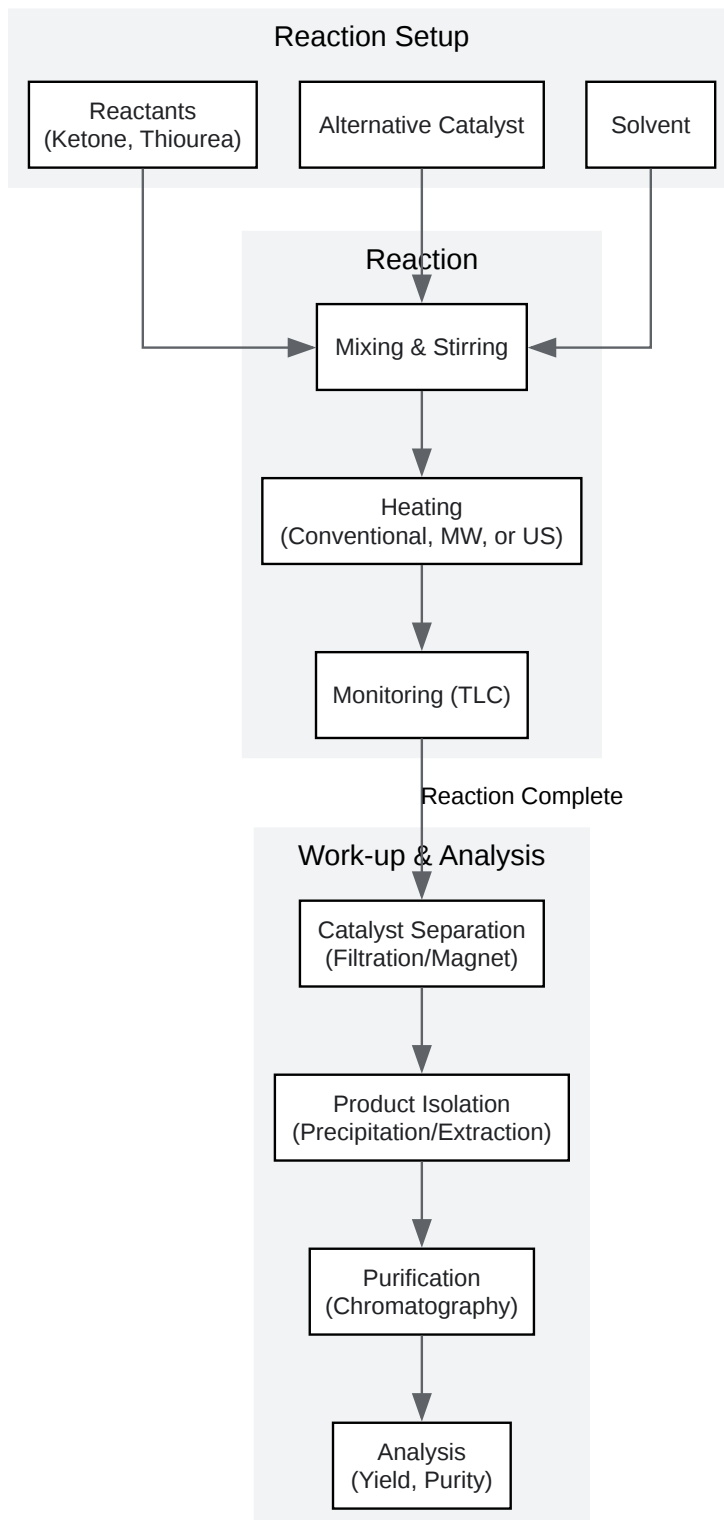 Reaction Setup
Reactants
(Ketone, Thiourea)
Alternative Catalyst
Solvent
Reaction
Mixing & Stirring
Heating
(Conventional, MW, or US)
Monitoring (TLC)
Reaction Complete
Work-up & Analysis
Catalyst Separation
(Filtration/Magnet)
Product Isolation
(Precipitation/Extraction)
Purification
(Chromatography)
Analysis
(Yield, Purity)